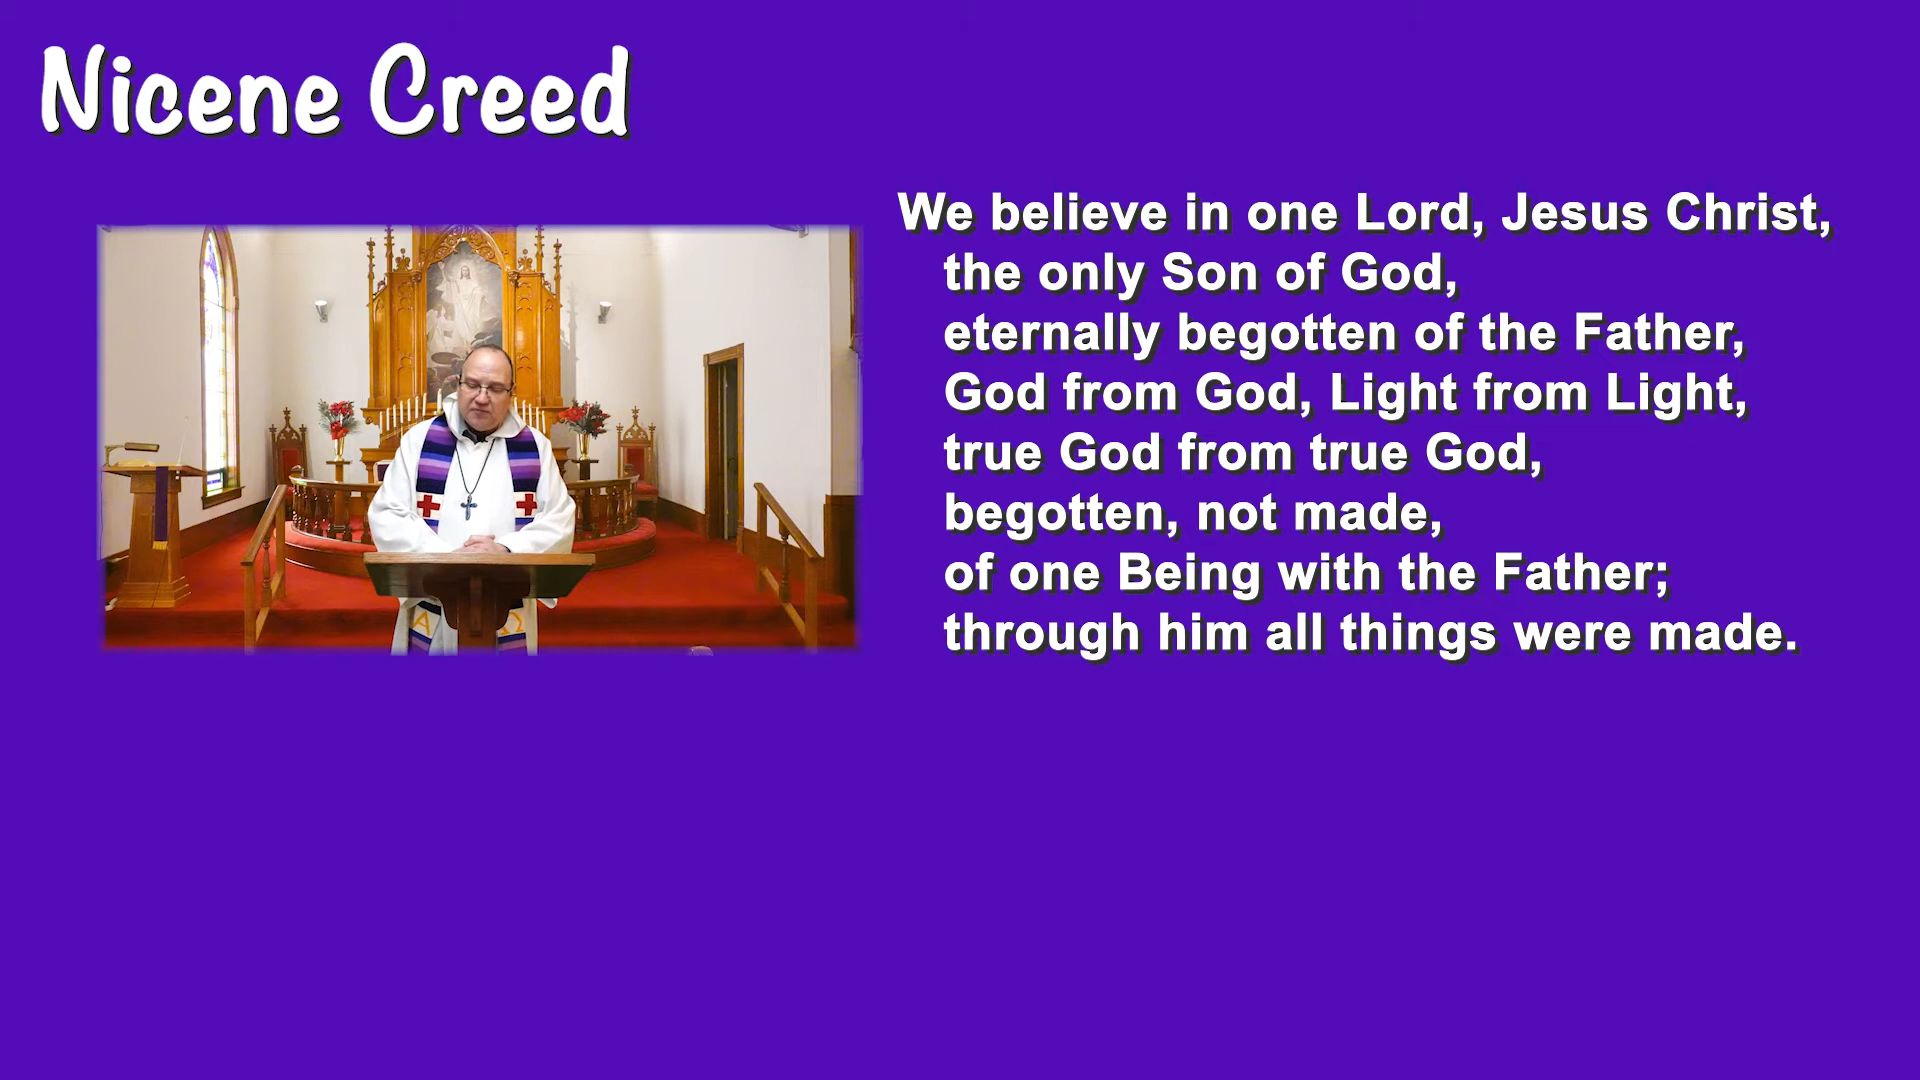 Nicene Creed
We believe in one Lord, Jesus Christ,
the only Son of God,
eternally begotten of the Father,
God from God, Light from Light,
true God from true God,
begotten, not made,
of one Being with the Father;
through him all things were made.
Α Ω